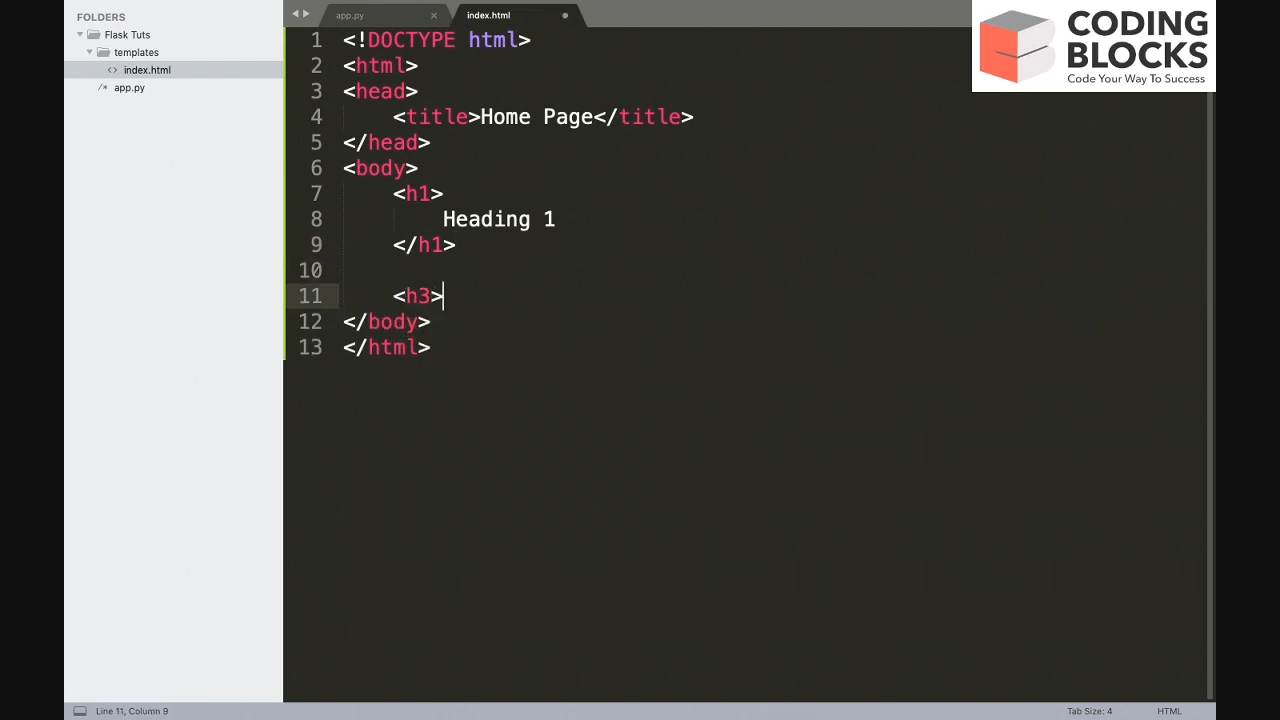 FOLDERS
Flask Tuts
templates
<> index.html
/* app.py
app.py ×
index.html
CODING
BLOCKS
Code Your Way To Success
1 <!DOCTYPE html>
2 <html>
3 <head>
4     <title>Home Page</title>
5 </head>
6 <body>
7     <h1>
8         Heading 1
9     </h1>
10
11     <h3>
12 </body>
13 </html>
Line 11, Column 9
Tab Size: 4
HTML